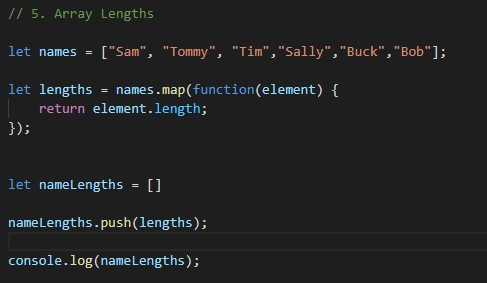 // 5. Array Lengths
let names = ["Sam", "Tommy", "Tim","Sally","Buck","Bob"];
let lengths = names.map(function(element) {
    return element.length;
});
let nameLengths = []
nameLengths.push(lengths);
console.log(nameLengths);